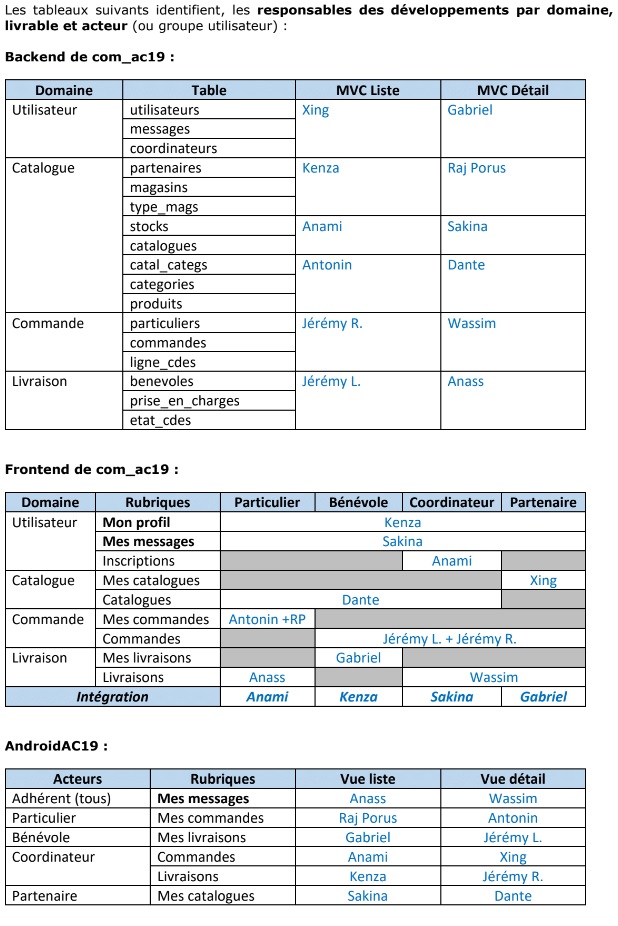 Les tableaux suivants identifient, les responsables des développements par domaine,
livrable et acteur (ou groupe utilisateur) :
Backend de com_ac19 :
Domaine Table MVC Liste MVC Détail
Utilisateur utilisateurs Xing Gabriel
messages
coordinateurs
Catalogue partenaires Kenza Raj Porus
magasins
type_mags
stocks Anami Sakina
catalogues
catal_categs Antonin Dante
categories
produits
Commande particuliers Jérémy R. Wassim
commandes
ligne_cdes
Livraison benevoles Jérémy L. Anass
prise_en_charges
etat_cdes
Frontend de com_ac19 :
Domaine Rubriques Particulier Bénévole Coordinateur Partenaire
Utilisateur Mon profil Kenza
Mes messages Sakina
Inscriptions Anami
Catalogue Mes catalogues Xing
Catalogues Dante
Commande Mes commandes Antonin +RP
Commandes Jérémy L. + Jérémy R.
Livraison Mes livraisons Gabriel
Livraisons Anass Wassim
Intégration Anami Kenza Sakina Gabriel
AndroidAC19 :
Acteurs Rubriques Vue liste Vue détail
Adhérent (tous) Mes messages Anass Wassim
Particulier Mes commandes Raj Porus Antonin
Bénévole Mes livraisons Gabriel Jérémy L.
Coordinateur Commandes Anami Xing
Livraisons Kenza Jérémy R.
Partenaire Mes catalogues Sakina Dante